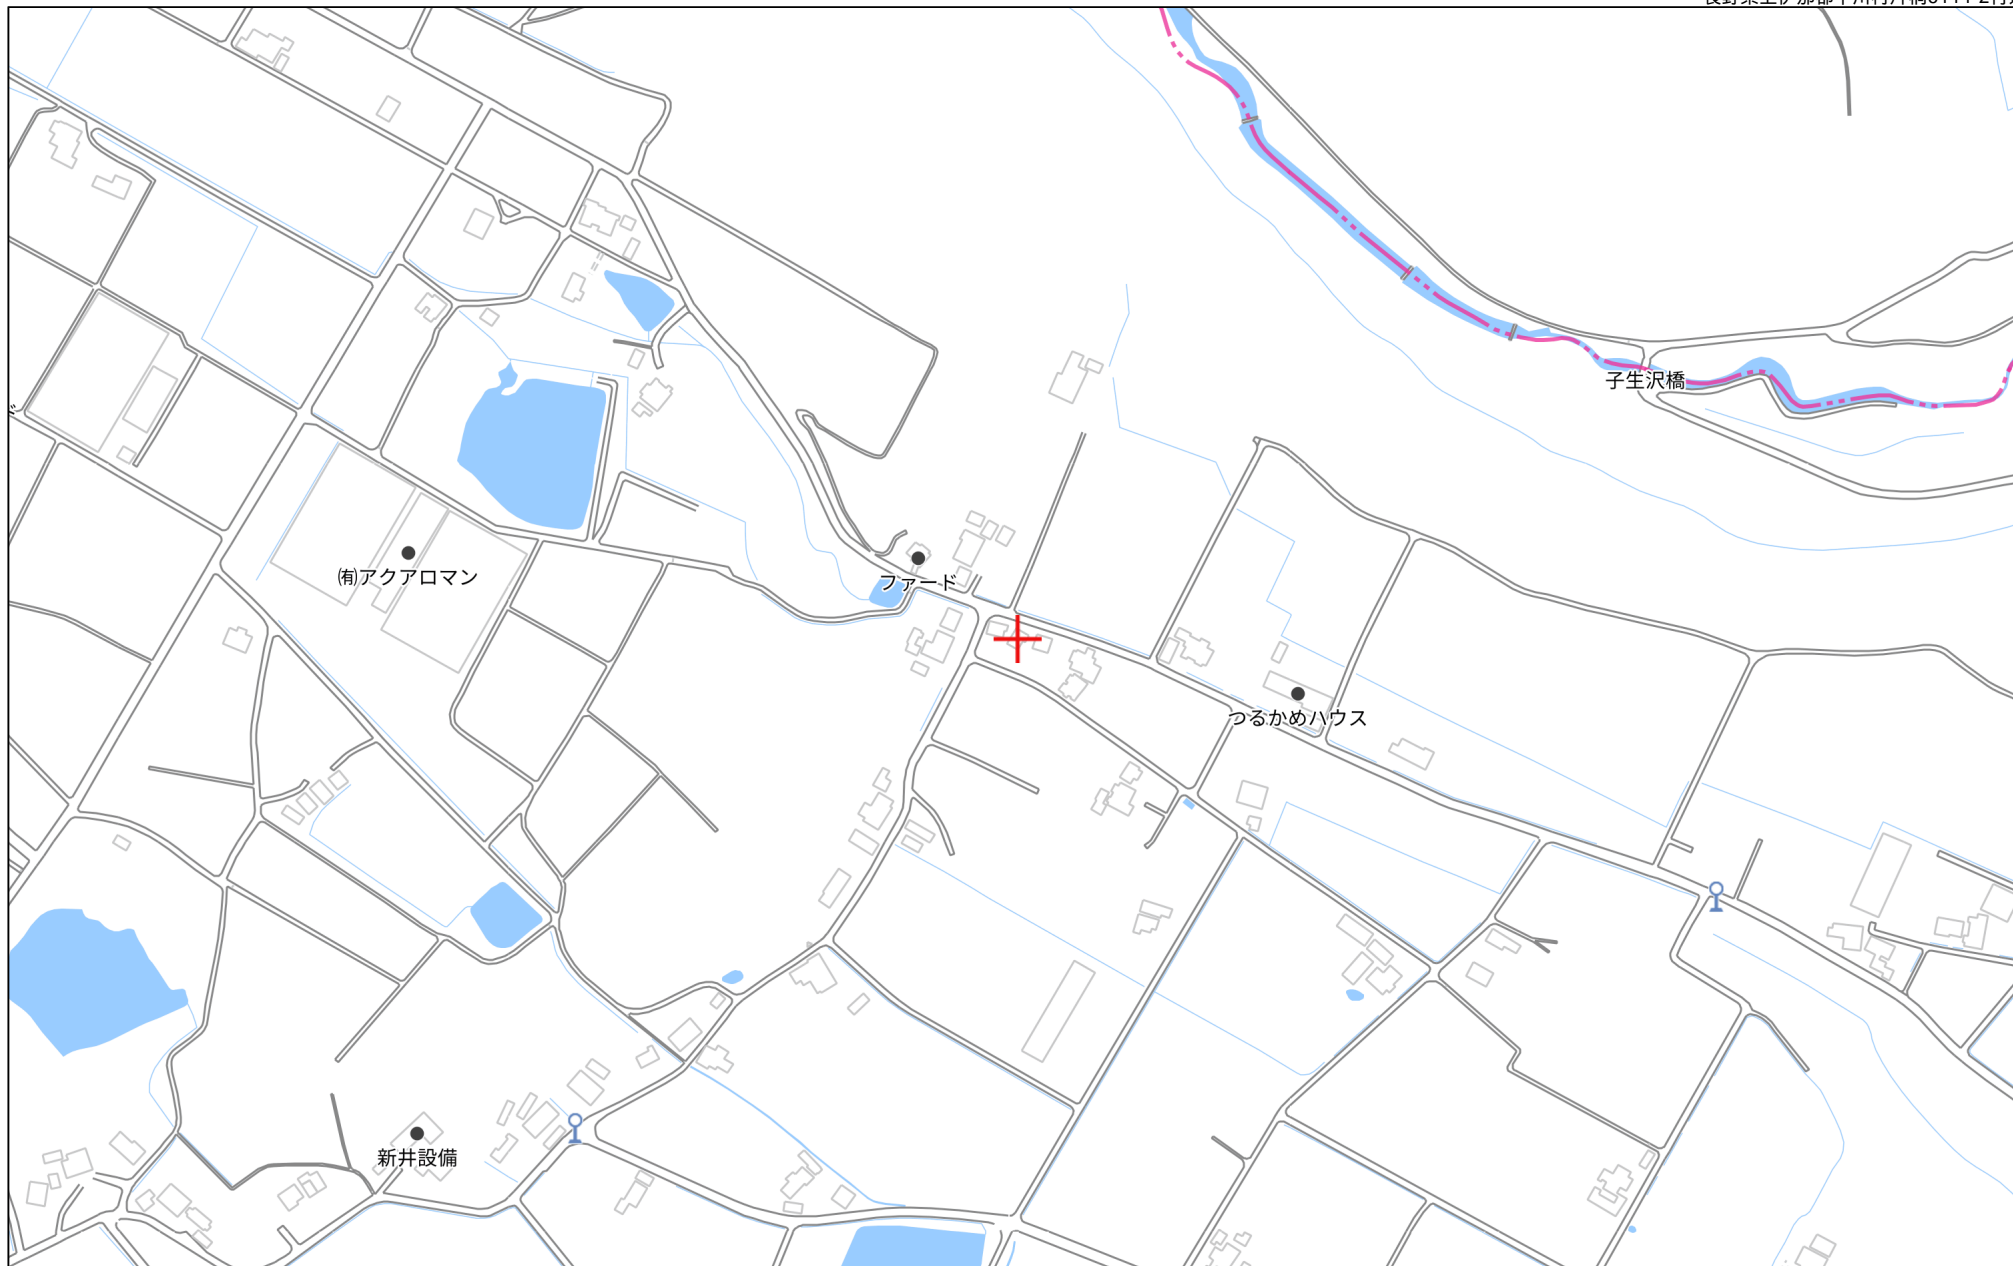 子生沢橋
㈲アクアロマン
ファード
つるかめハウス
新井設備